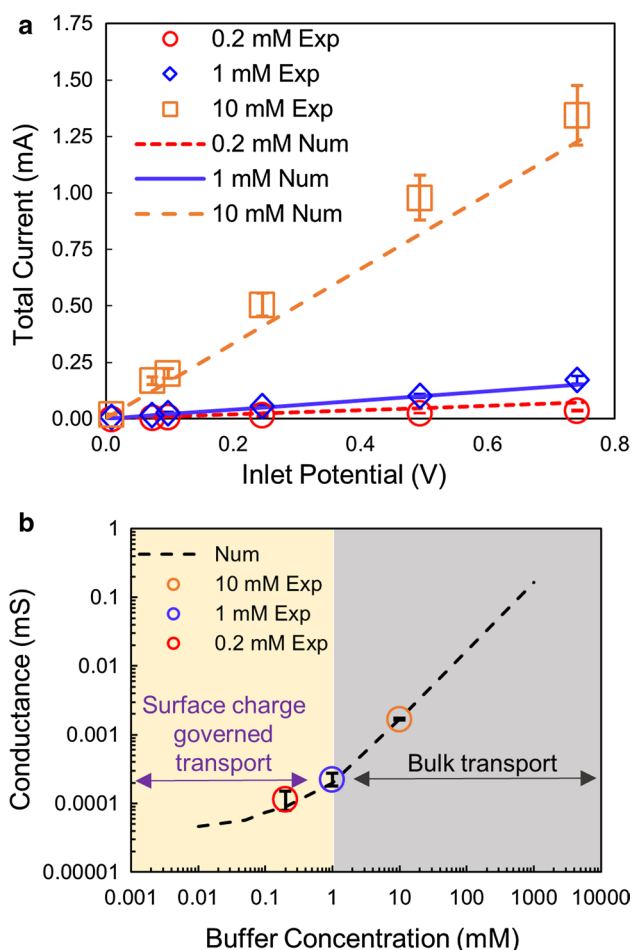 a
1.75
1.50
1.25
1.00
0.75
0.50
0.25
0.00
Total Current (mA)
0.2 mM Exp
1 mM Exp
10 mM Exp
0.2 mM Num
1 mM Num
10 mM Num
0.0 0.2 0.4 0.6 0.8
Inlet Potential (V)
b
1
0.1
0.01
0.001
0.0001
0.00001
Conductance (mS)
Num
10 mM Exp
1 mM Exp
0.2 mM Exp
Surface charge
governed
transport
Bulk transport
0.001 0.01 0.1 1 10 100 1000 10000
Buffer Concentration (mM)